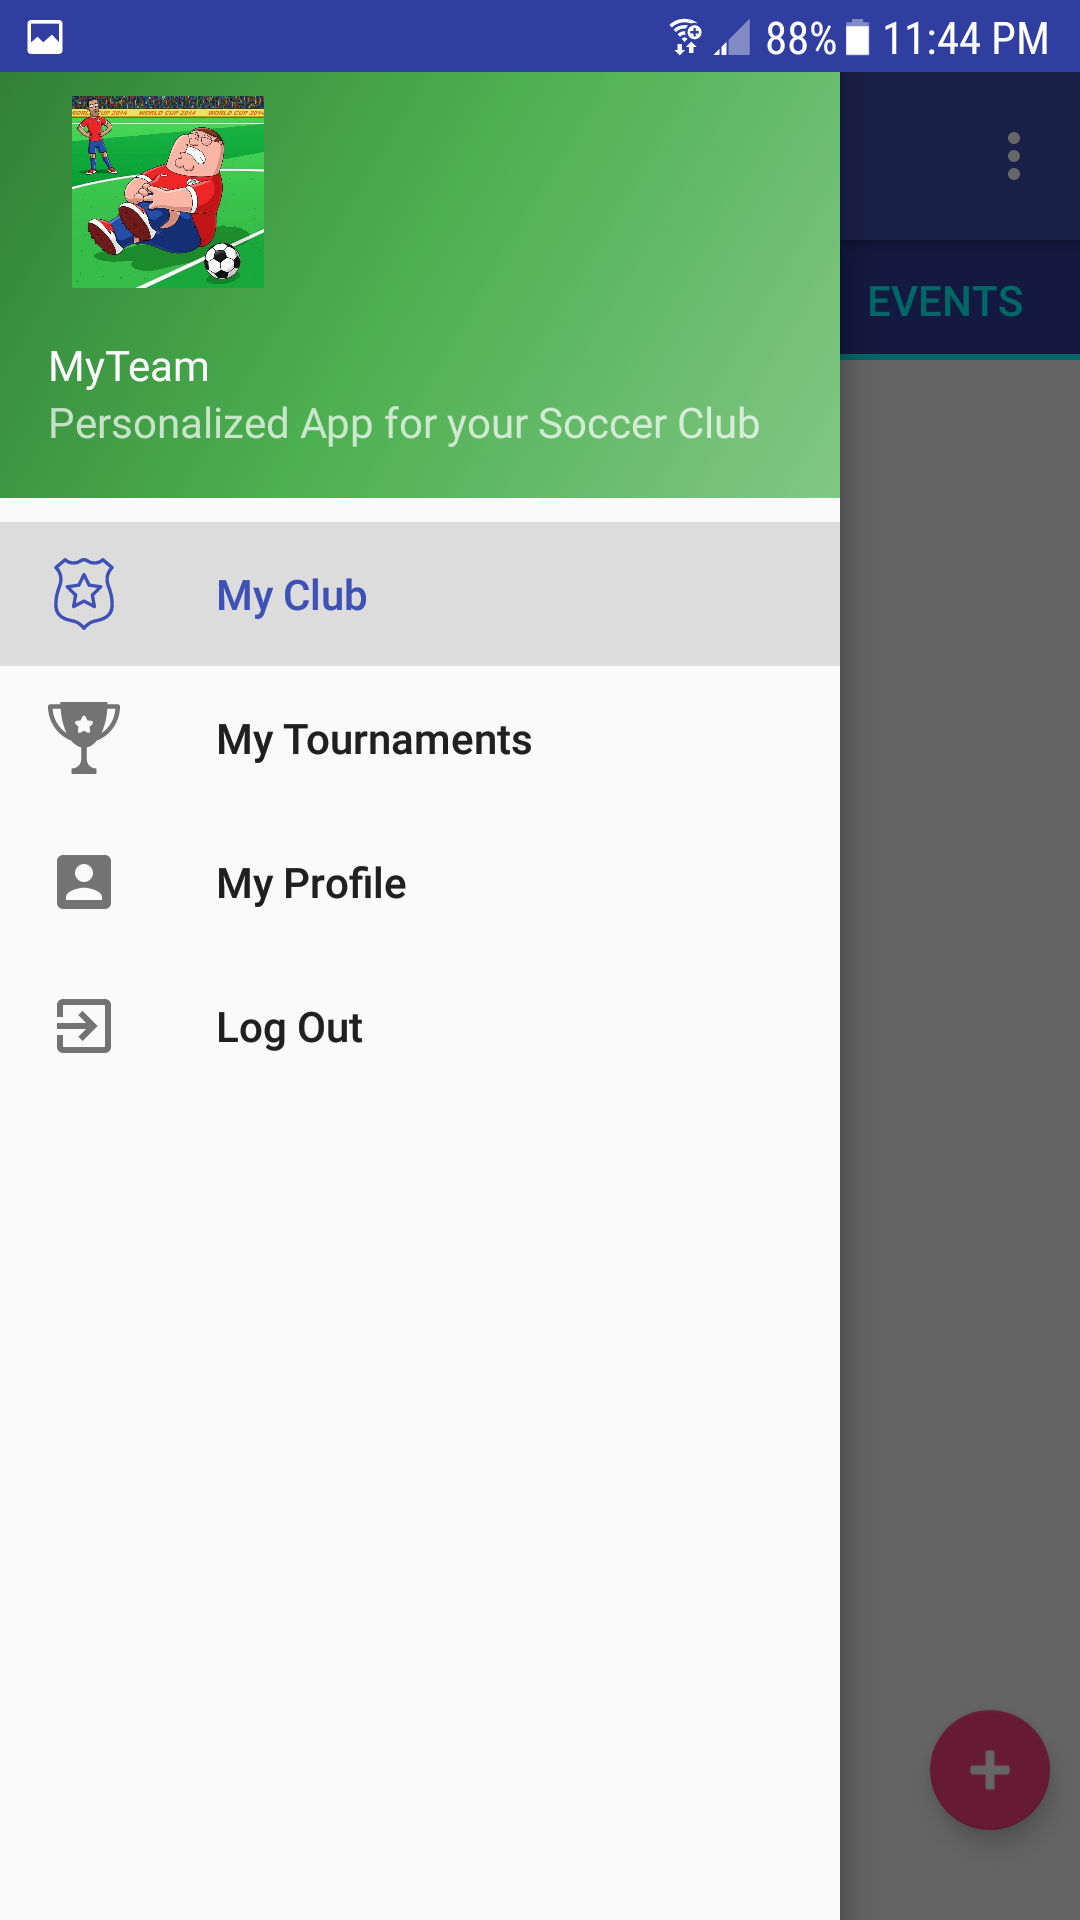 88% 11:44 PM
WORLD CUP 2014 WORLD CUP 2014 WORLD CUP 2014
MyTeam
Personalized App for your Soccer Club
EVENTS
My Club
My Tournaments
My Profile
Log Out